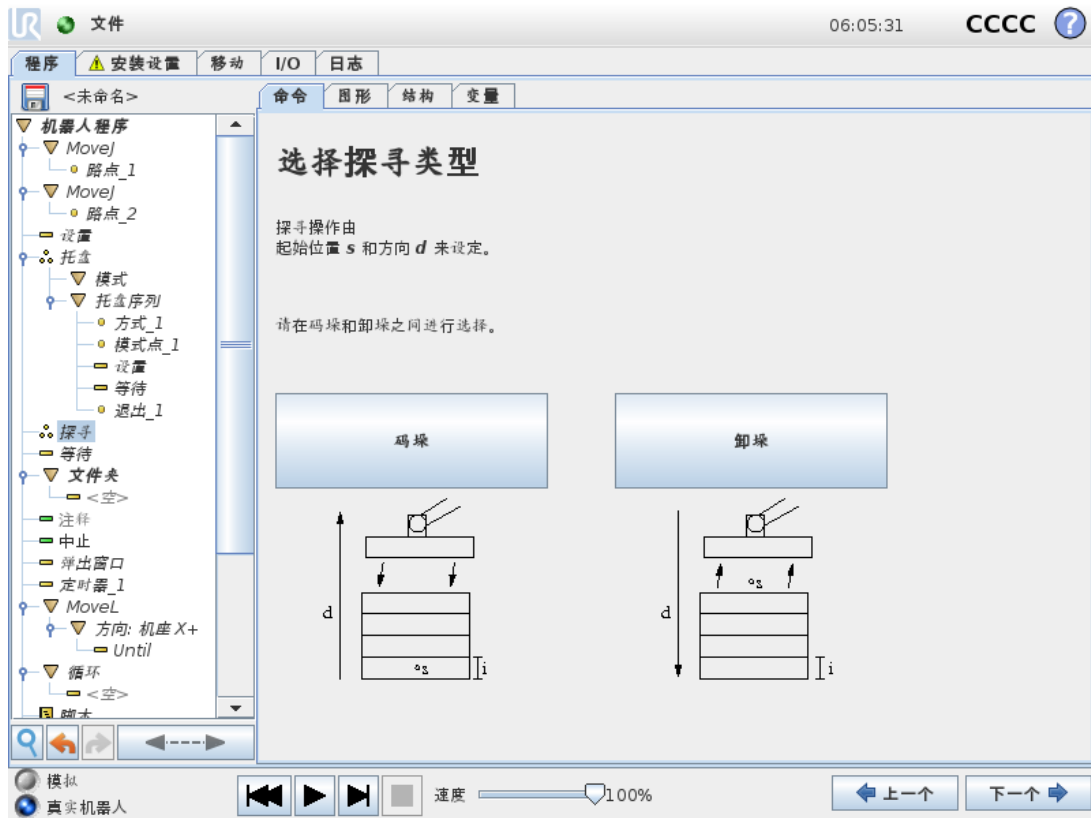 UR 文件 06:05:31 CCCC ?
程序 安装设置 移动 I/O 日志
<未命名>
命令 图形 结构 变量
机器人程序
MoveJ
路点_1
MoveJ
路点_2
设置
托盘
模式
托盘序列
方式_1
模式点_1
设置
等待
退出_1
探寻
等待
文件夹
<空>
注释
中止
弹出窗口
定时器_1
MoveL
方向: 机座 X+
Until
循环
<空>
脚本
选择探寻类型
探寻操作由
起始位置 s 和方向 d 来设定。
请在码垛和卸垛之间进行选择。
码垛 卸垛
d s i
d s i
模拟
真实机器人
速度 100%
上一个 下一个